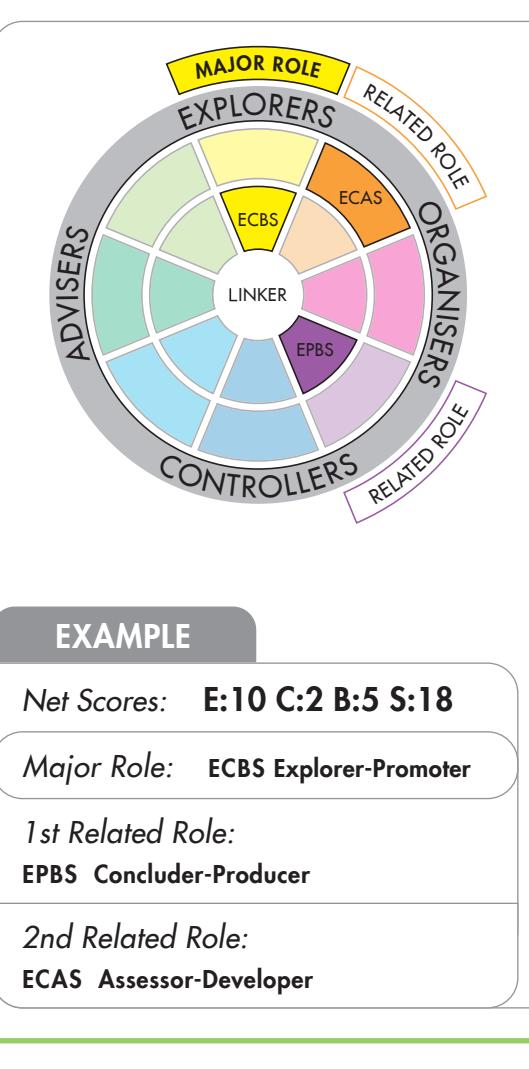 MAJOR ROLE
RELATED ROLE
EXPLORERS
ECBS
ECAS
ADVISERS
ORGANISERS
LINKER
EPBS
CONTROLLERS
RELATED ROLE
EXAMPLE
Net Scores: E:10 C:2 B:5 S:18
Major Role: ECBS Explorer-Promoter
1st Related Role:
EPBS Concluder-Producer
2nd Related Role:
ECAS Assessor-Developer